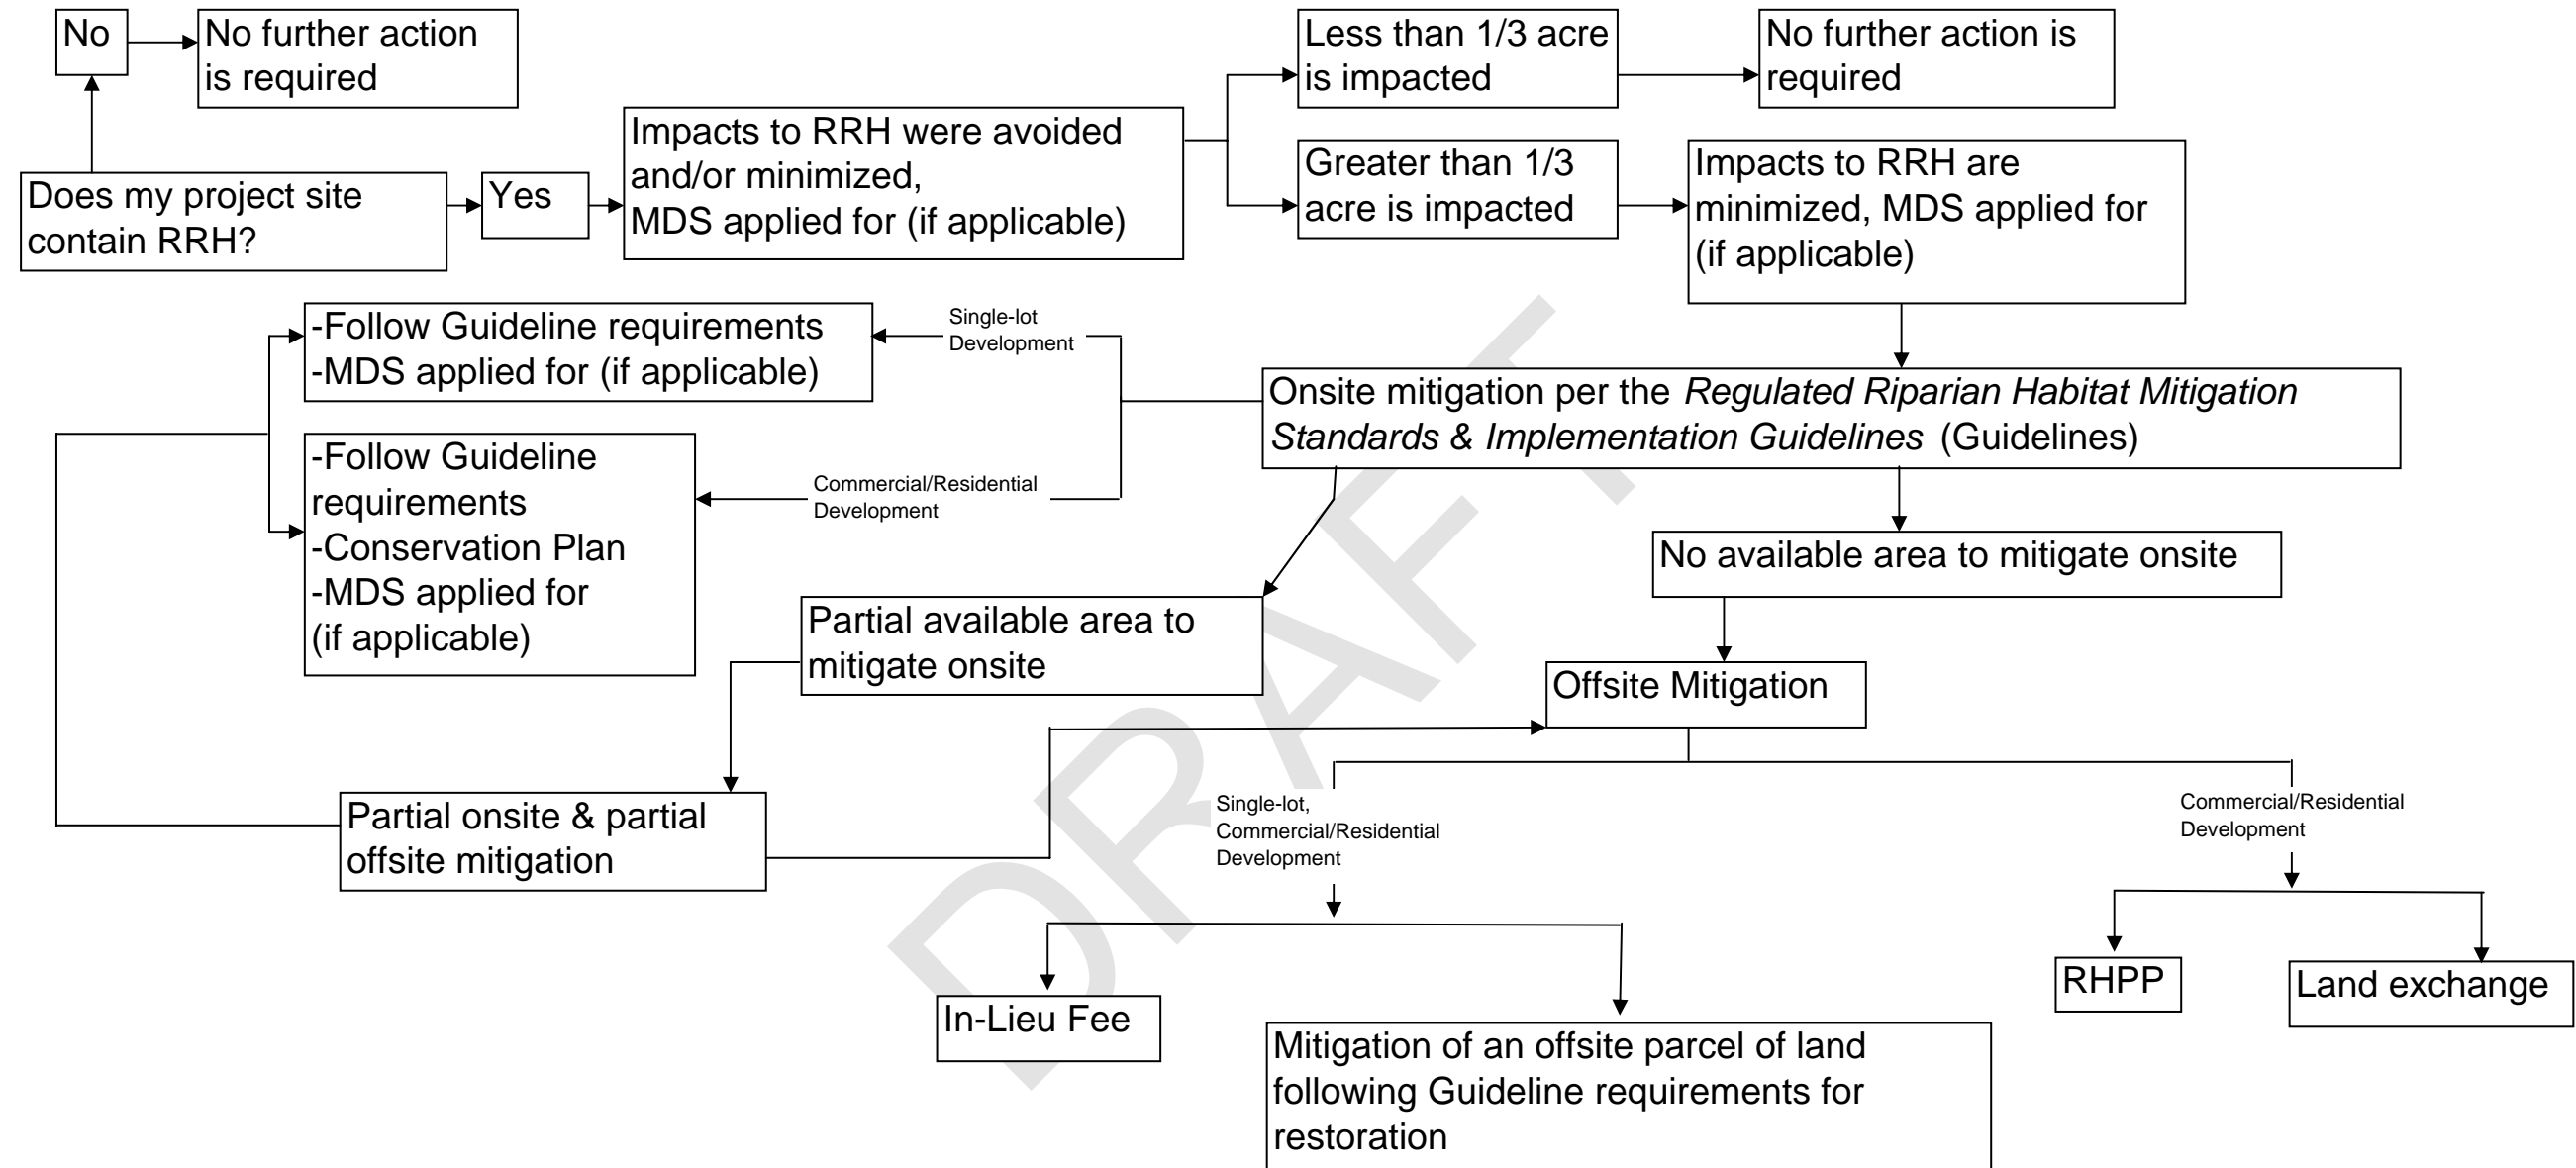 No
No further action
is required
Does my project site
contain RRH?
Yes
Impacts to RRH were avoided
and/or minimized,
MDS applied for (if applicable)
Less than 1/3 acre
is impacted
No further action is
required
Greater than 1/3
acre is impacted
Impacts to RRH are
minimized, MDS applied for
(if applicable)
-Follow Guideline requirements
-MDS applied for (if applicable)
Single-lot
Development
Onsite mitigation per the Regulated Riparian Habitat Mitigation
Standards & Implementation Guidelines (Guidelines)
-Follow Guideline
requirements
-Conservation Plan
-MDS applied for
(if applicable)
Commercial/Residential
Development
No available area to mitigate onsite
Partial available area to
mitigate onsite
Offsite Mitigation
Partial onsite & partial
offsite mitigation
Single-lot,
Commercial/Residential
Development
Commercial/Residential
Development
In-Lieu Fee
Mitigation of an offsite parcel of land
following Guideline requirements for
restoration
RHPP
Land exchange
DRAFT